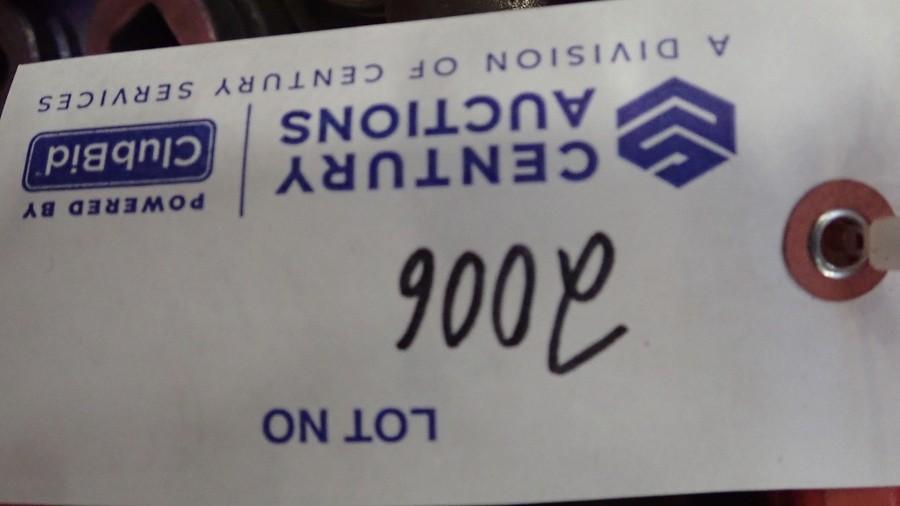 LOT NO
2006
CENTURY
AUCTIONS
POWERED BY
ClubBid
A DIVISION OF CENTURY SERVICES